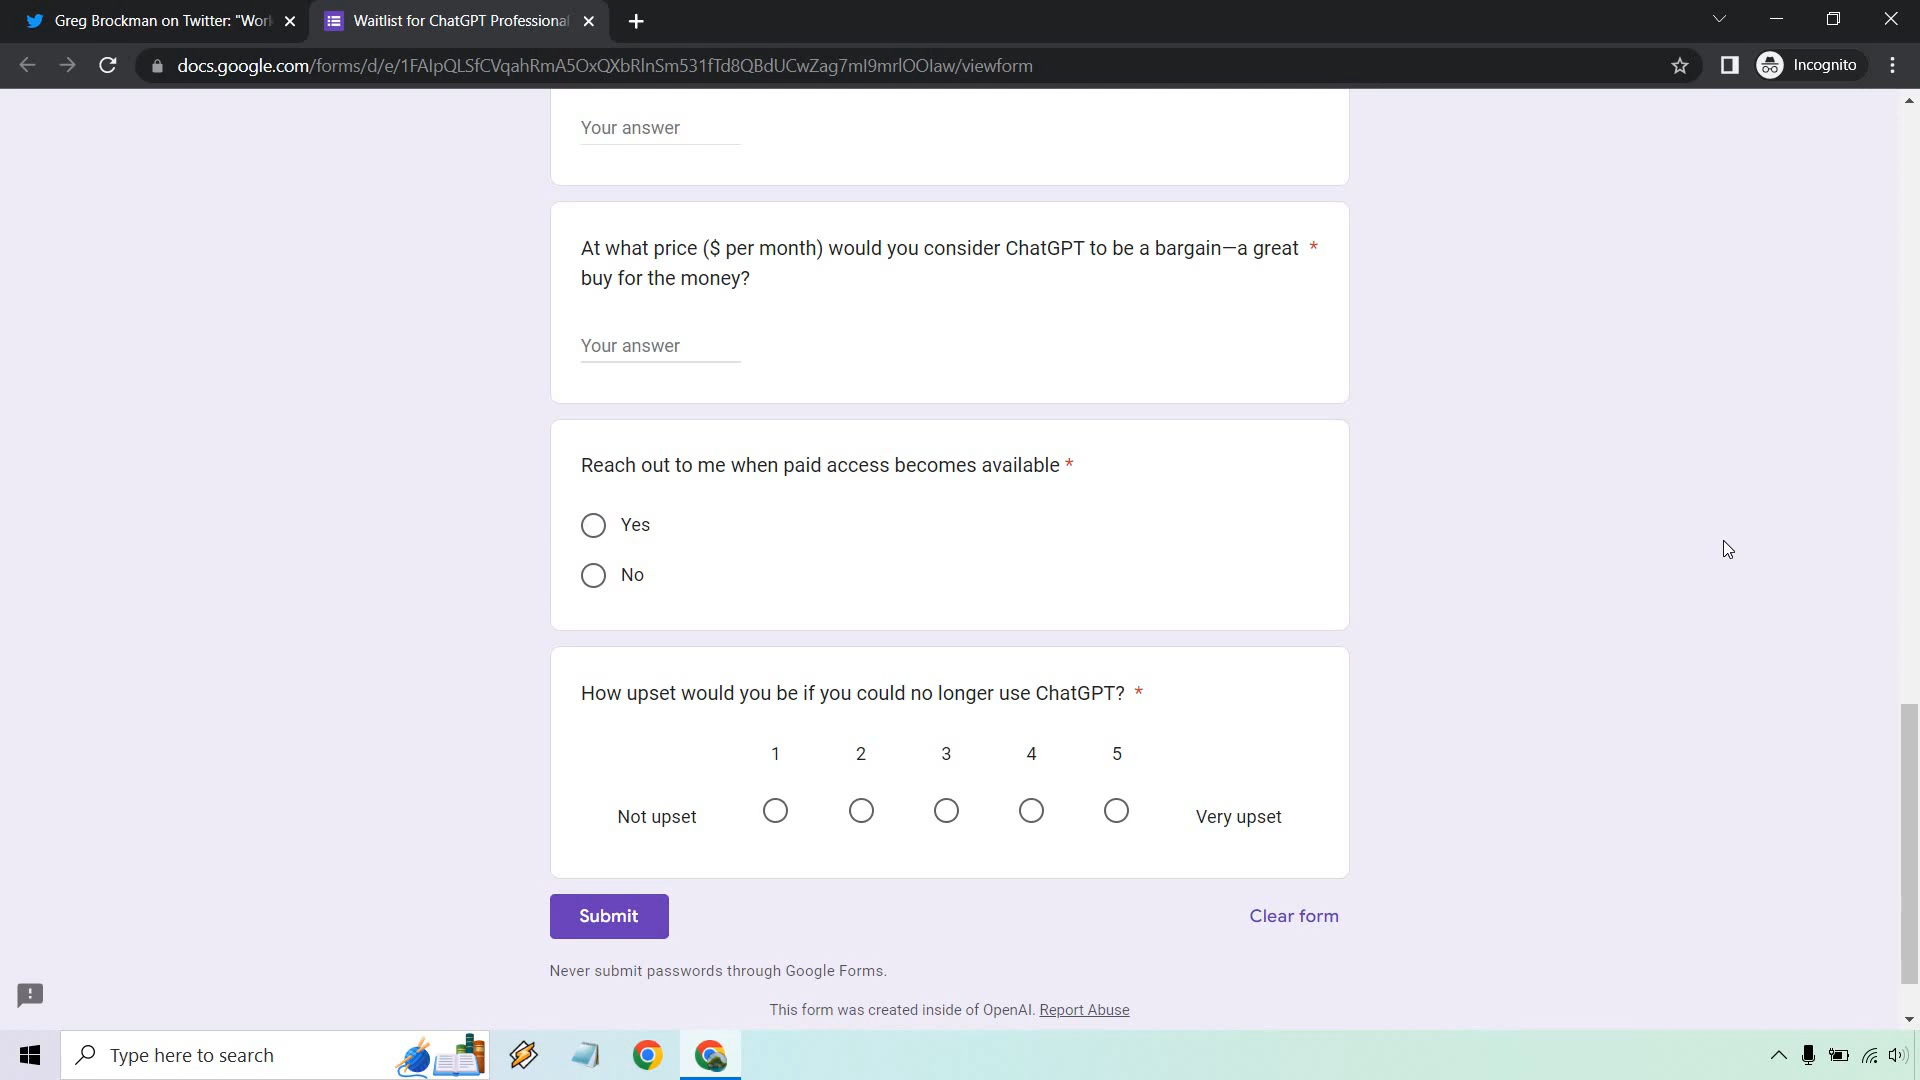 Greg Brockman on Twitter: "Work
Waitlist for ChatGPT Professional
docs.google.com/forms/d/e/1FAIpQLSfCVqahRmA5OxQXbRlnSm531fTd8QBdUCwZag7mI9mrlOOIaw/viewform
Incognito
Your answer
At what price ($ per month) would you consider ChatGPT to be a bargain—a great *
buy for the money?
Your answer
Reach out to me when paid access becomes available *
Yes
No
How upset would you be if you could no longer use ChatGPT? *
1 2 3 4 5
Not upset Very upset
Submit Clear form
Never submit passwords through Google Forms.
This form was created inside of OpenAI. Report Abuse
Type here to search